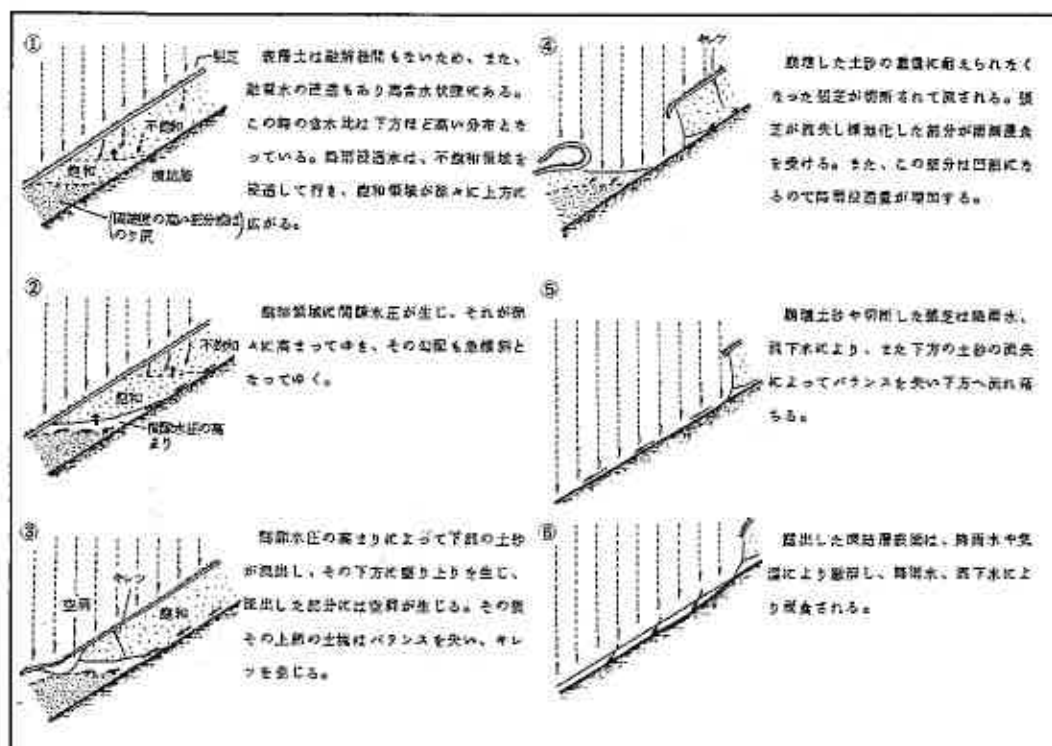 ①
張芝
不飽和
飽和
凍結層
のり尻
表層土は融解後間もないため、また、
融雪水の浸透もあり高含水状態にある。
この時の含水比は下方ほど高い分布とな
っている。降雨浸透水は、不飽和領域を
浸透して行き、飽和領域が徐々に上方に
広がる。
②
不飽和
飽和
間隙水圧の高
まり
飽和領域に間隙水圧が生じ、それが徐
々に高まってゆき、その勾配も急傾斜と
なってゆく。
③
キレツ
空洞
飽和
間隙水圧の高まりによって下部の土砂
が流出し、その下方に盛り上りを生じ、
流出した部分には空洞が生じる。その後
その上部の土塊はバランスを失い、キレ
ツを生じる。
④
キレツ
崩壊した土砂の重量に耐えられなく
なった張芝が切断されて流される。張
芝が流失し裸地化した部分が雨滴浸食
を受ける。また、この部分は凹部にな
るので降雨浸透量が増加する。
⑤
崩壊土砂や切断した張芝は降雨水、
流下水により、また下方の土砂の流失
によってバランスを失い下方へ流れ落
ちる。
⑥
露出した凍結層表面は、降雨水や気
温により融解し、降雨水、流下水によ
り浸食される。